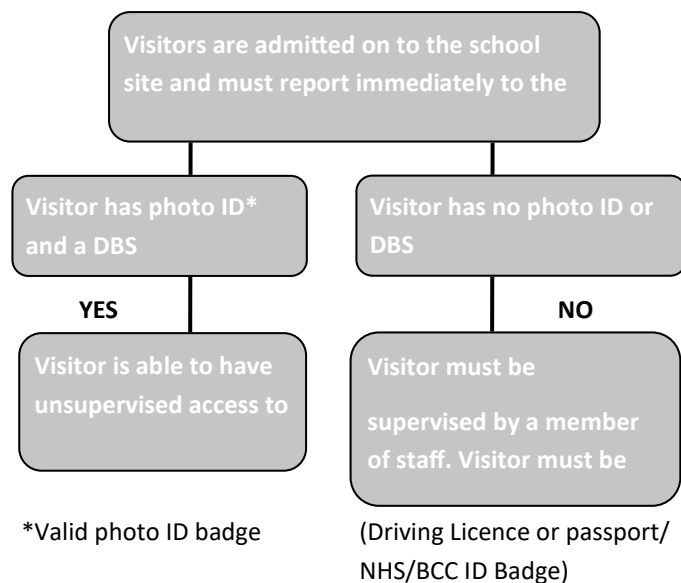 Visitors are admitted on to the school
site and must report immediately to the
Visitor has photo ID*
and a DBS
Visitor has no photo ID or
DBS
YES
NO
Visitor is able to have
unsupervised access to
Visitor must be
supervised by a member
of staff. Visitor must be
*Valid photo ID badge
(Driving Licence or passport/
NHS/BCC ID Badge)